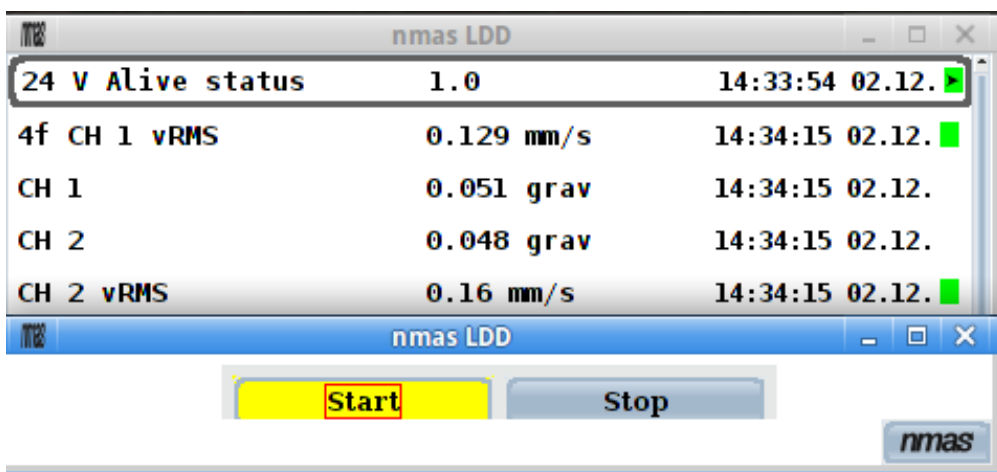 nmas nmas LDD
24 V Alive status 1.0 14:33:54 02.12.
4f CH 1 vRMS 0.129 mm/s 14:34:15 02.12.
CH 1 0.051 grav 14:34:15 02.12.
CH 2 0.048 grav 14:34:15 02.12.
CH 2 vRMS 0.16 mm/s 14:34:15 02.12.
nmas nmas LDD
Start Stop
nmas